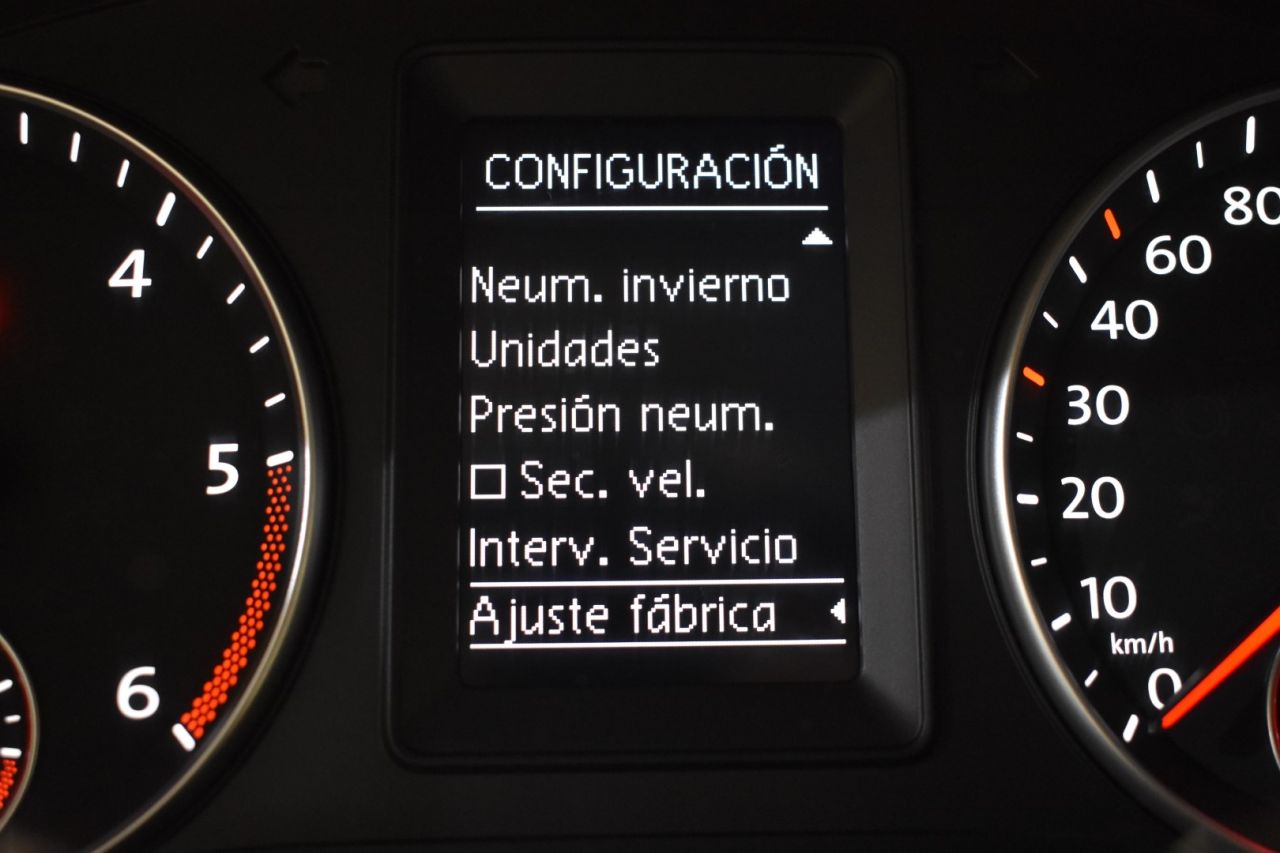 CONFIGURACIÓN
Neum. invierno
Unidades
Presión neum.
Sec. vel.
Interv. Servicio
Ajuste fábrica
4
5
6
80
60
40
30
20
10
km/h
0